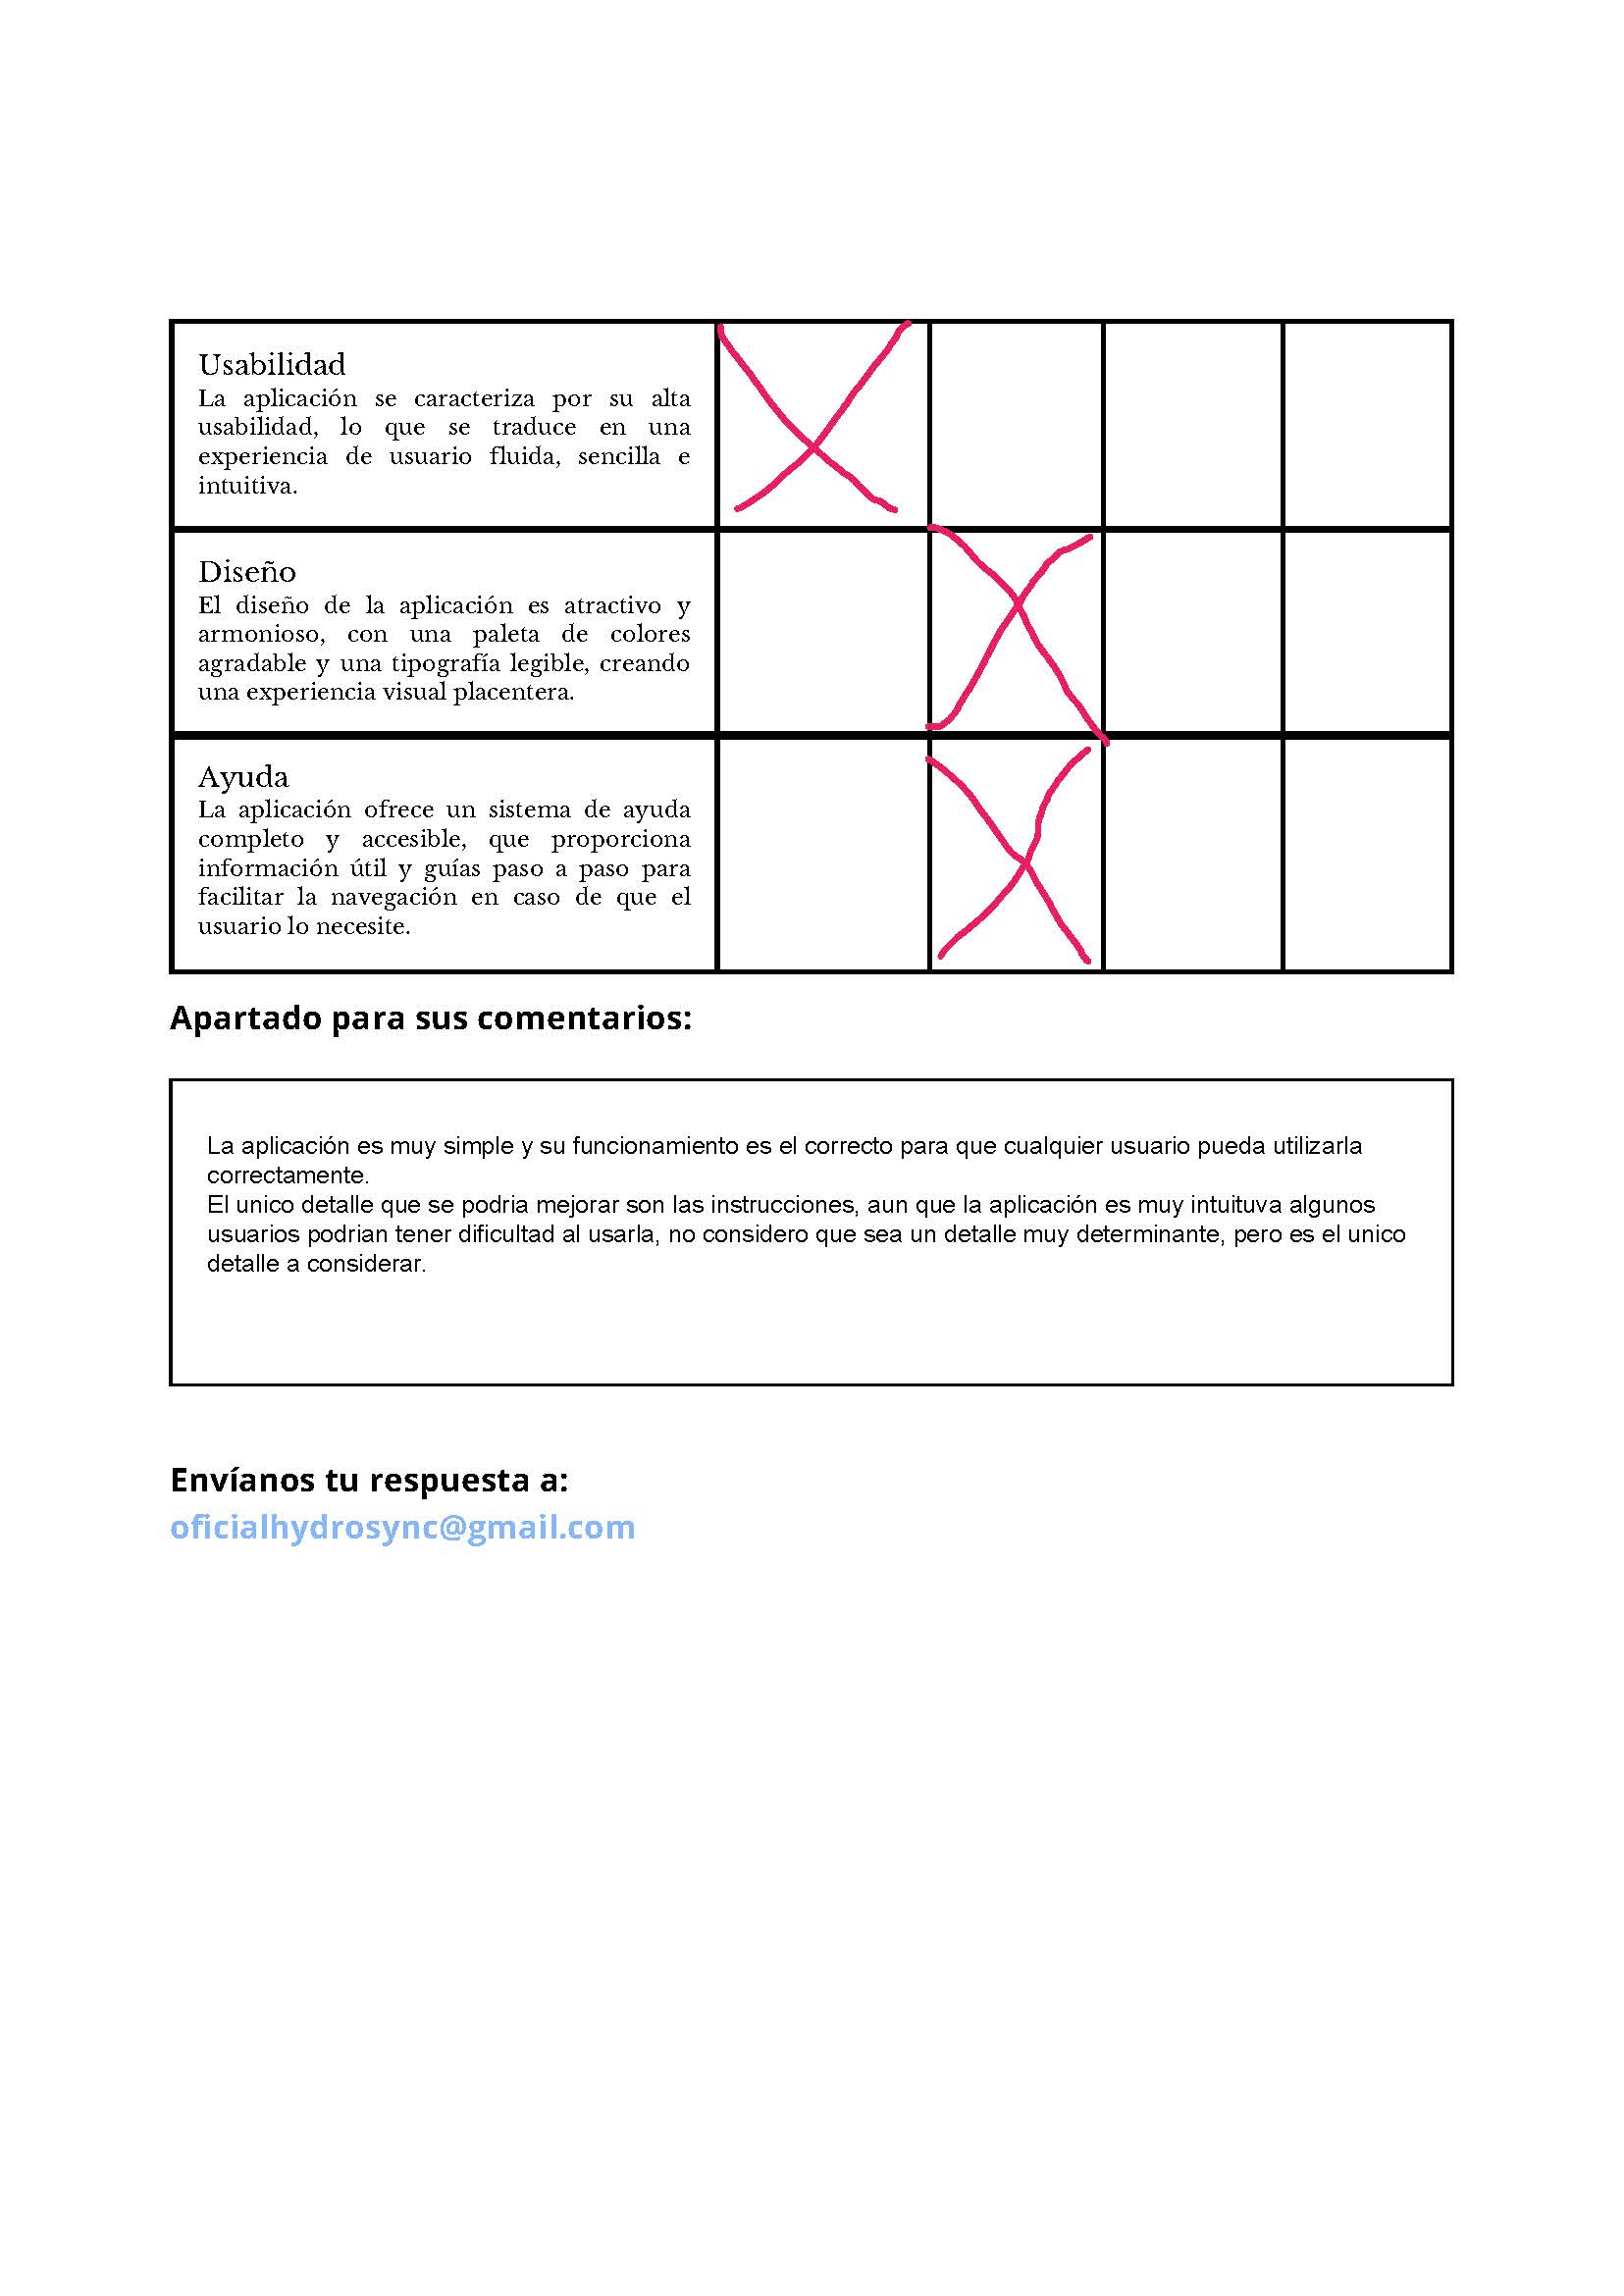 Usabilidad
La aplicación se caracteriza por su alta
usabilidad, lo que se traduce en una
experiencia de usuario fluida, sencilla e
intuitiva.
Diseño
El diseño de la aplicación es atractivo y
armonioso, con una paleta de colores
agradable y una tipografía legible, creando
una experiencia visual placentera.
Ayuda
La aplicación ofrece un sistema de ayuda
completo y accesible, que proporciona
información útil y guías paso a paso para
facilitar la navegación en caso de que el
usuario lo necesite.
Apartado para sus comentarios:
La aplicación es muy simple y su funcionamiento es el correcto para que cualquier usuario pueda utilizarla
correctamente.
El unico detalle que se podria mejorar son las instrucciones, aun que la aplicación es muy intuituva algunos
usuarios podrian tener dificultad al usarla, no considero que sea un detalle muy determinante, pero es el unico
detalle a considerar.
Envíanos tu respuesta a:
oficialhydrosync@gmail.com